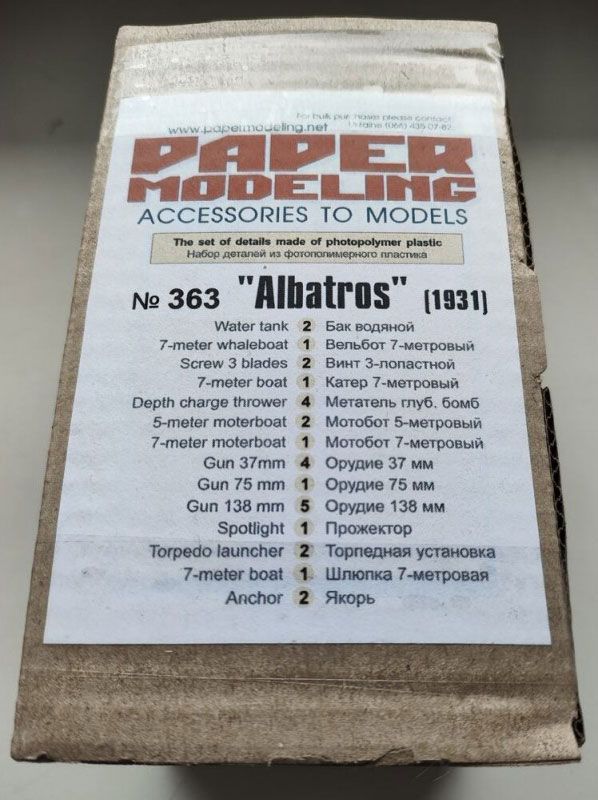 For bulk purchases please contact:
www.papermodeling.net Ukraine (066) 435-07-62
PAPER
MODELING
ACCESSORIES TO MODELS
The set of details made of photopolymer plastic
Набор деталей из фотополимерного пластика
№ 363 "Albatros" (1931)
Water tank 2 Бак водяной
7-meter whaleboat 1 Вельбот 7-метровый
Screw 3 blades 2 Винт 3-лопастной
7-meter boat 1 Катер 7-метровый
Depth charge thrower 4 Метатель глуб. бомб
5-meter moterboat 2 Мотобот 5-метровый
7-meter moterboat 1 Мотобот 7-метровый
Gun 37mm 4 Орудие 37 мм
Gun 75 mm 1 Орудие 75 мм
Gun 138 mm 5 Орудие 138 мм
Spotlight 1 Прожектор
Torpedo launcher 2 Торпедная установка
7-meter boat 1 Шлюпка 7-метровая
Anchor 2 Якорь